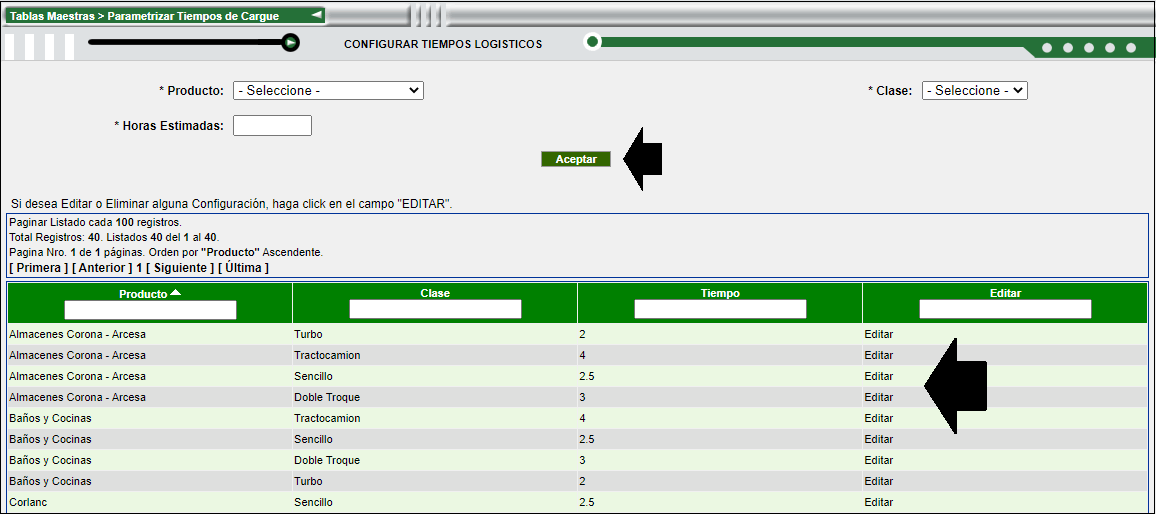 Tablas Maestras > Parametrizar Tiempos de Cargue
CONFIGURAR TIEMPOS LOGISTICOS
* Producto: - Seleccione - * Clase: - Seleccione -
* Horas Estimadas:
Aceptar
Si desea Editar o Eliminar alguna Configuración, haga click en el campo "EDITAR".
Paginar Listado cada 100 registros.
Total Registros: 40. Listados 40 del 1 al 40.
Pagina Nro. 1 de 1 páginas. Orden por "Producto" Ascendente.
[ Primera ] [ Anterior ] 1 [ Siguiente ] [ Última ]
Producto Clase Tiempo Editar
Almacenes Corona - Arcesa Turbo 2 Editar
Almacenes Corona - Arcesa Tractocamion 4 Editar
Almacenes Corona - Arcesa Sencillo 2.5 Editar
Almacenes Corona - Arcesa Doble Troque 3 Editar
Baños y Cocinas Tractocamion 4 Editar
Baños y Cocinas Sencillo 2.5 Editar
Baños y Cocinas Doble Troque 3 Editar
Baños y Cocinas Turbo 2 Editar
Corlanc Sencillo 2.5 Editar